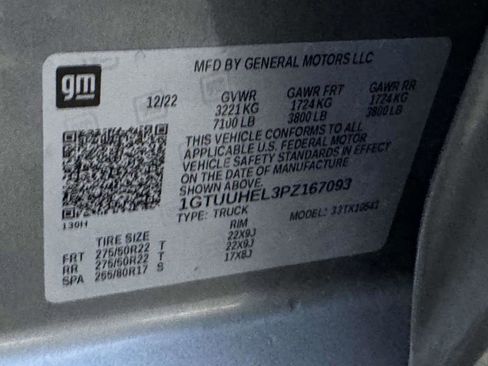 gm
MFD BY GENERAL MOTORS LLC
12/22 GVWR GAWR FRT GAWR RR
3221 KG 1724 KG 1724 KG
7100 LB 3800 LB 3800 LB
THIS VEHICLE CONFORMS TO ALL
APPLICABLE U.S. FEDERAL MOTOR
VEHICLE SAFETY STANDARDS IN EFFECT
ON THE DATE OF MANUFACTURE
SHOWN ABOVE.
1GTUUHEL3PZ167093
TYPE: TRUCK MODEL:
130H
TIRE SIZE RIM
FRT 275/50R22 T 22X9J
RR 275/50R22 T 22X9J
SPA 255/80R17 S 17X8J